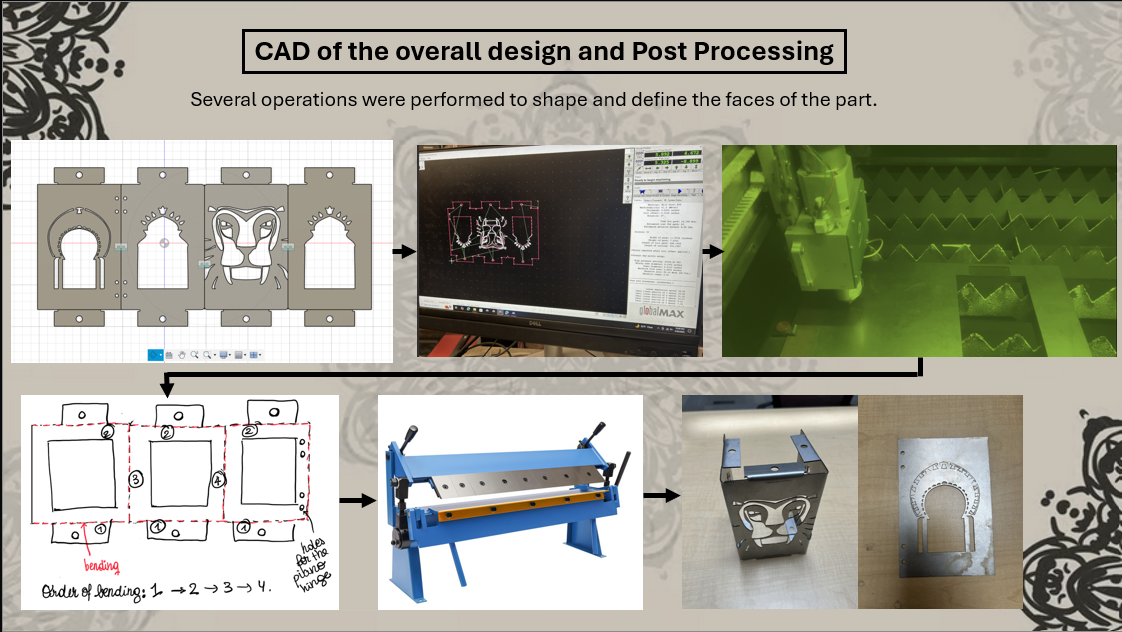 CAD of the overall design and Post Processing
Several operations were performed to shape and define the faces of the part.
globalMAX
DELL
2
2
2
3
4
1
1
1
bending
holes
for the
piano
hinge
Order of bending: 1 → 2 → 3 → 4.